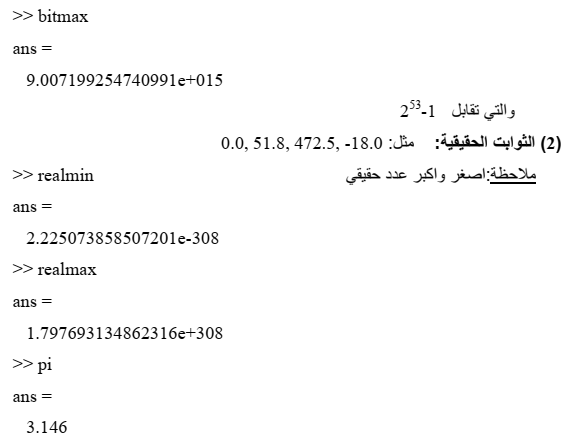 >> bitmax
ans =
9.007199254740991e+015
والتي تقابل 2^53-1
(2) الثوابت الحقيقية: مثل: 0.0, 51.8, 472.5, -18.0
ملاحظة:اصغر واكبر عدد حقيقي
>> realmin
ans =
2.225073858507201e-308
>> realmax
ans =
1.797693134862316e+308
>> pi
ans =
3.146